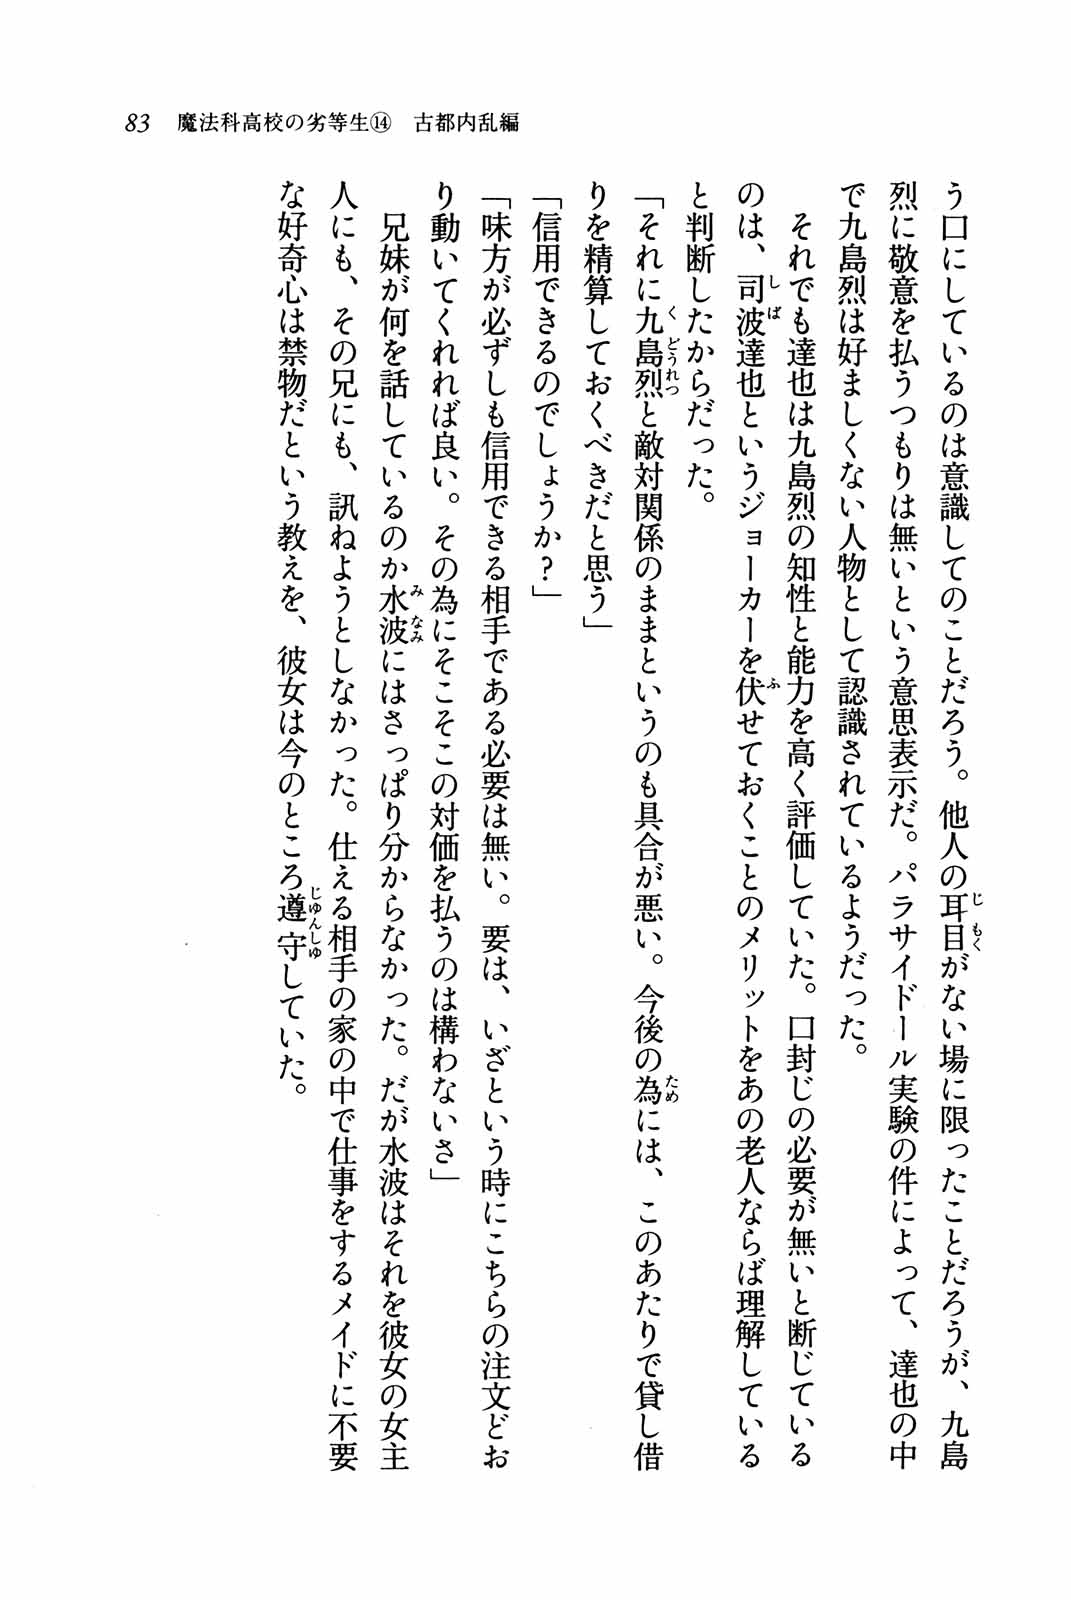 83　魔法科高校の劣等生⑭　古都内乱編
う口にしているのは意識してのことだろう。他人の耳目がない場に限ったことだろうが、九島
じもく
烈に敬意を払うつもりは無いという意思表示だ。パラサイドール実験の件によって、達也の中
で九島烈は好ましくない人物として認識されているようだった。
　それでも達也は九島烈の知性と能力を高く評価していた。口封じの必要が無いと断じている
のは、司波達也というジョーカーを伏せておくことのメリットをあの老人ならば理解している
しば
ふ
と判断したからだった。
「それに九島烈と敵対関係のままというのも具合が悪い。今後の為には、このあたりで貸し借
くどうれつ
ため
りを精算しておくべきだと思う」
「信用できるのでしょうか?」
「味方が必ずしも信用できる相手である必要は無い。要は、いざという時にこちらの注文どお
り動いてくれれば良い。その為にそこそこの対価を払うのは構わないさ」
　兄妹が何を話しているのか水波にはさっぱり分からなかった。だが水波はそれを彼女の女主
みなみ
人にも、その兄にも、訊ねようとしなかった。仕える相手の家の中で仕事をするメイドに不要
な好奇心は禁物だという教えを、彼女は今のところ遵守していた。
じゆんしゆ